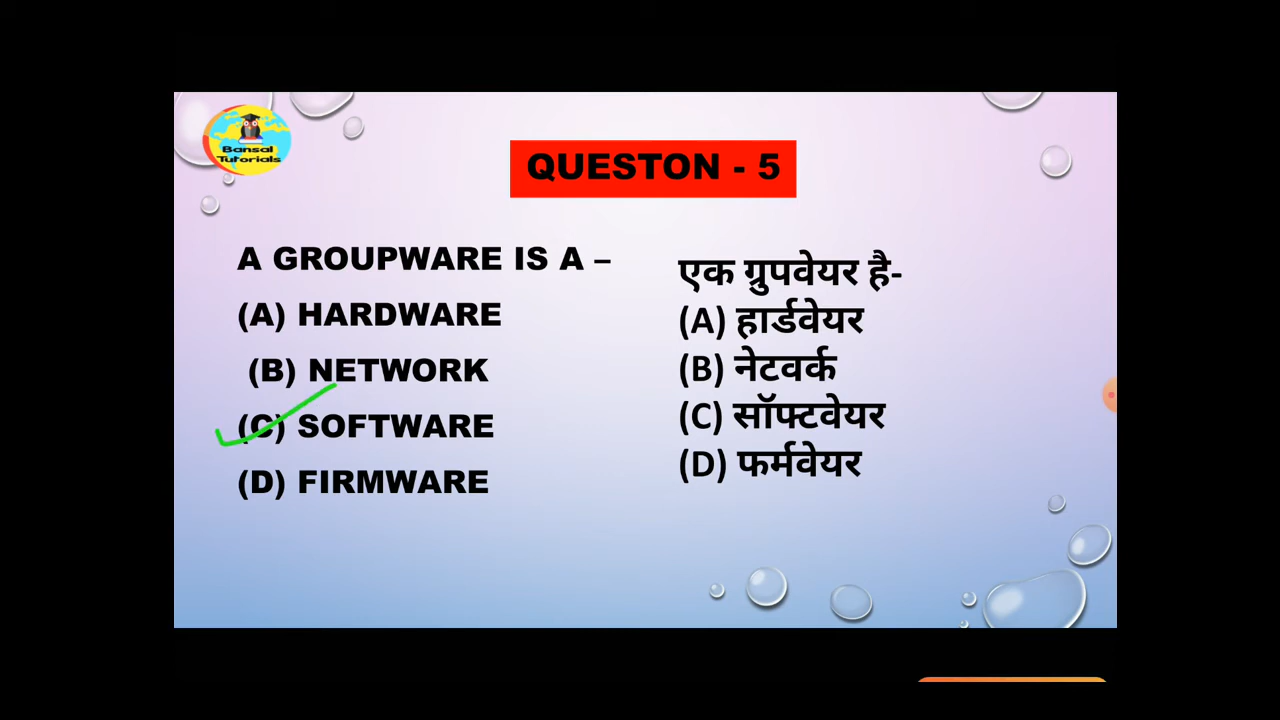 Bansal
Tutorials
QUESTON - 5
A GROUPWARE IS A –
(A) HARDWARE
(B) NETWORK
(C) SOFTWARE
(D) FIRMWARE
एक ग्रुपवेयर है-
(A) हार्डवेयर
(B) नेटवर्क
(C) सॉफ्टवेयर
(D) फर्मवेयर